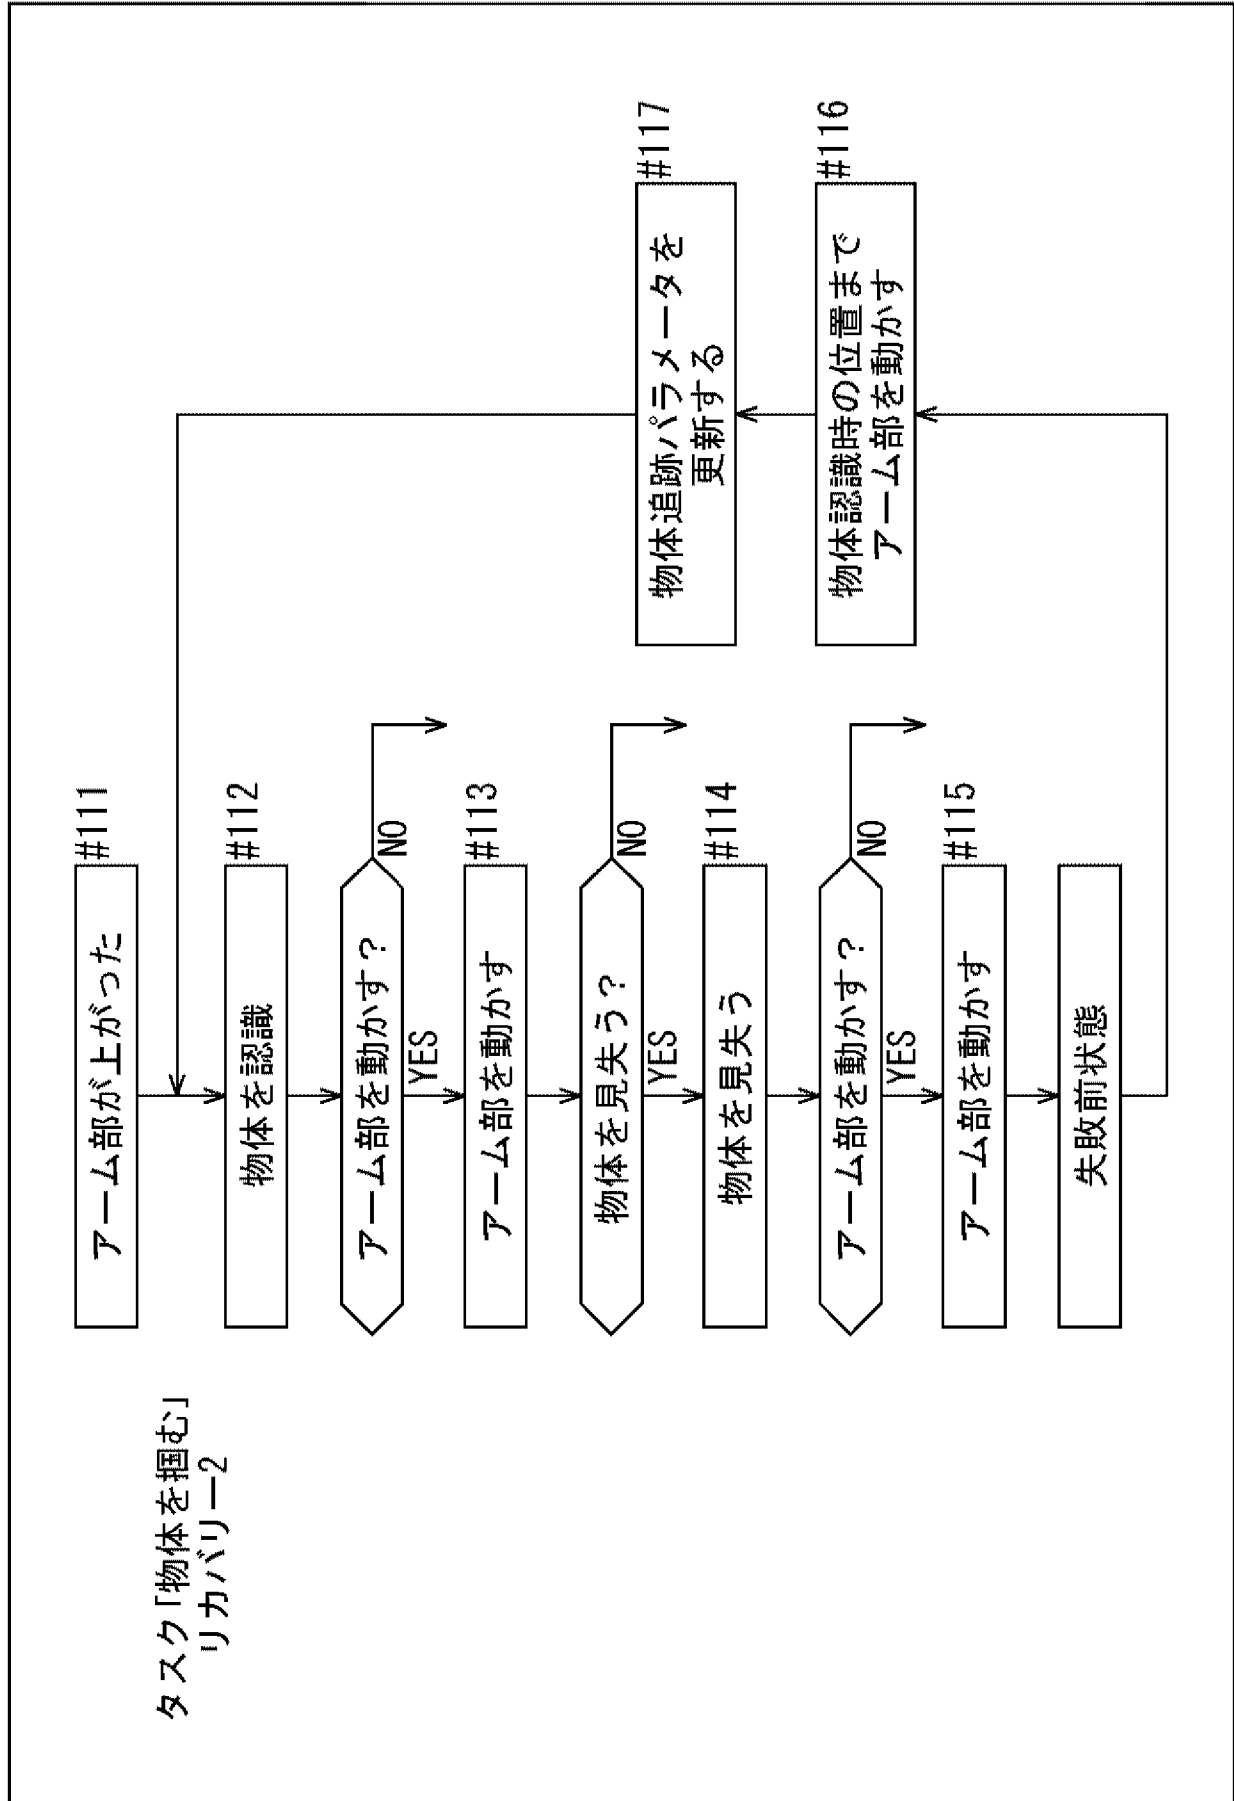 タスク「物体を掴む」
リカバリー2
アーム部が上がった
#111
物体を認識
#112
アーム部を動かす？
NO
YES
アーム部を動かす
#113
物体を見失う？
NO
YES
物体を見失う
#114
アーム部を動かす？
NO
YES
アーム部を動かす
#115
失敗前状態
物体追跡パラメータを
更新する
#117
物体認識時の位置まで
アーム部を動かす
#116